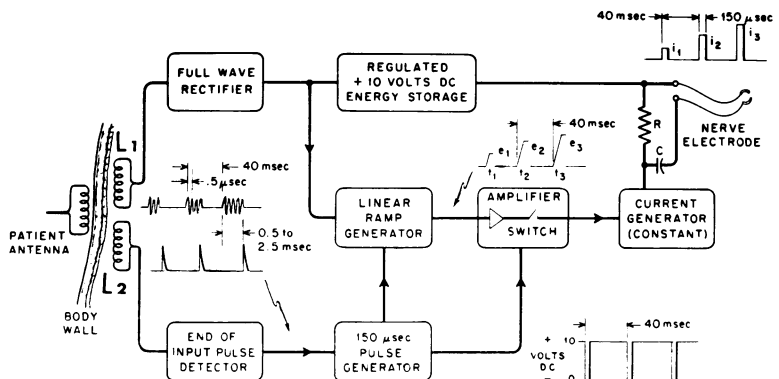 40 msec
150 μsec
i1
i2
i3
FULL WAVE
RECTIFIER
REGULATED
+ 10 VOLTS DC
ENERGY STORAGE
R
C
NERVE
ELECTRODE
L1
40 msec
.5 μsec
0.5 to
2.5 msec
40 msec
e1
e2
e3
t1
t2
t3
PATIENT
ANTENNA
L2
BODY
WALL
LINEAR
RAMP
GENERATOR
AMPLIFIER
SWITCH
CURRENT
GENERATOR
(CONSTANT)
END OF
INPUT PULSE
DETECTOR
150 μsec
PULSE
GENERATOR
40 msec
+
VOLTS
DC
–
10
0